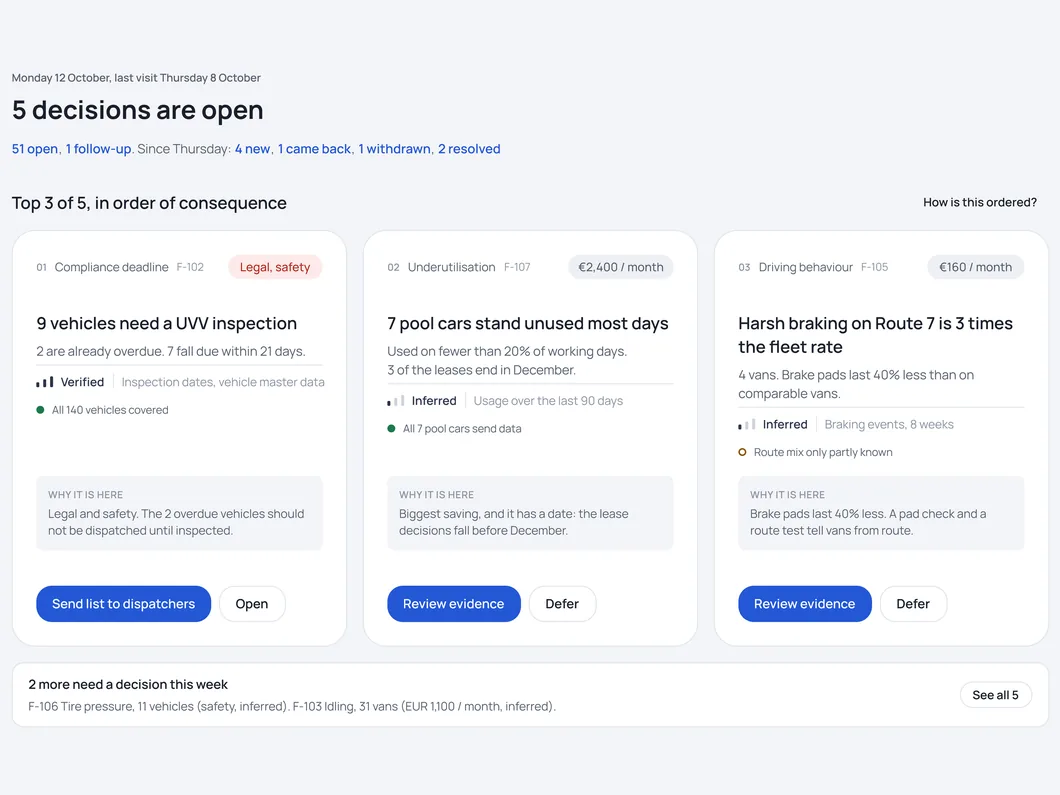 Monday 12 October, last visit Thursday 8 October
5 decisions are open
51 open, 1 follow-up. Since Thursday: 4 new, 1 came back, 1 withdrawn, 2 resolved
Top 3 of 5, in order of consequence
How is this ordered?
01 Compliance deadline F-102
Legal, safety
9 vehicles need a UVV inspection
2 are already overdue. 7 fall due within 21 days.
Verified Inspection dates, vehicle master data
All 140 vehicles covered
WHY IT IS HERE
Legal and safety. The 2 overdue vehicles should
not be dispatched until inspected.
Send list to dispatchers
Open
02 Underutilisation F-107
€2,400 / month
7 pool cars stand unused most days
Used on fewer than 20% of working days.
3 of the leases end in December.
Inferred Usage over the last 90 days
All 7 pool cars send data
WHY IT IS HERE
Biggest saving, and it has a date: the lease
decisions fall before December.
Review evidence
Defer
03 Driving behaviour F-105
€160 / month
Harsh braking on Route 7 is 3 times
the fleet rate
4 vans. Brake pads last 40% less than on
comparable vans.
Inferred Braking events, 8 weeks
Route mix only partly known
WHY IT IS HERE
Brake pads last 40% less. A pad check and a
route test tell vans from route.
Review evidence
Defer
2 more need a decision this week
F-106 Tire pressure, 11 vehicles (safety, inferred). F-103 Idling, 31 vans (EUR 1,100 / month, inferred).
See all 5